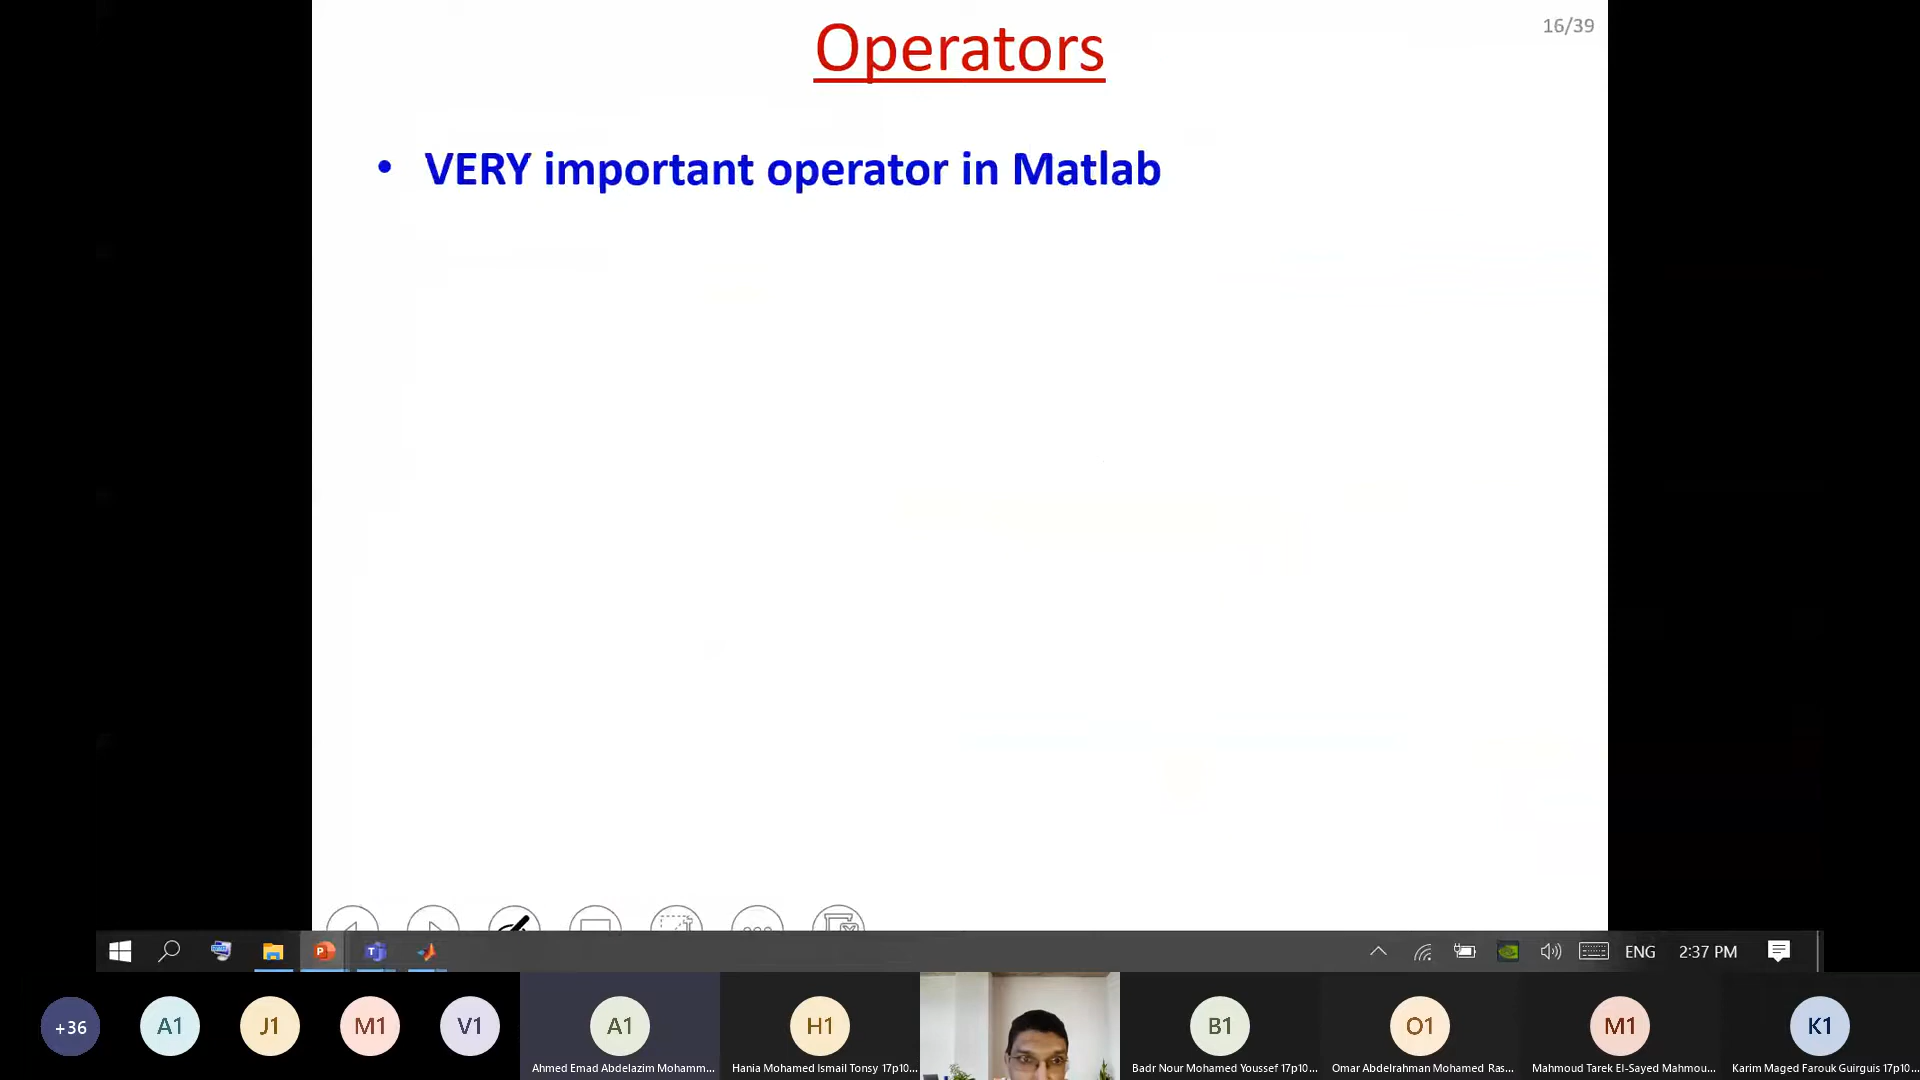 Operators
16/39
• VERY important operator in Matlab
ENG
2:37 PM
+36
A1
J1
M1
V1
A1
H1
B1
O1
M1
K1
Ahmed Emad Abdelazim Mohamm...
Hania Mohamed Ismail Tonsy 17p10...
Badr Nour Mohamed Youssef 17p10...
Omar Abdelrahman Mohamed Ras...
Mahmoud Tarek El-Sayed Mahmou...
Karim Maged Farouk Guirguis 17p10...